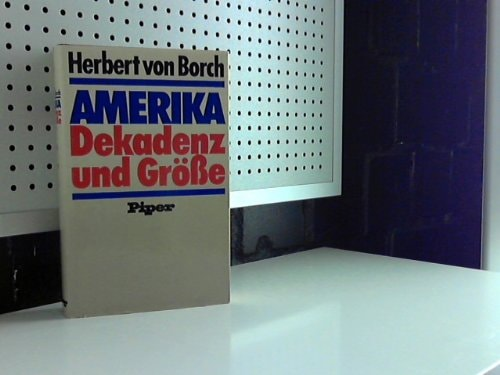 Herbert von Borch
AMERIKA
Dekadenz
und Größe
Piper